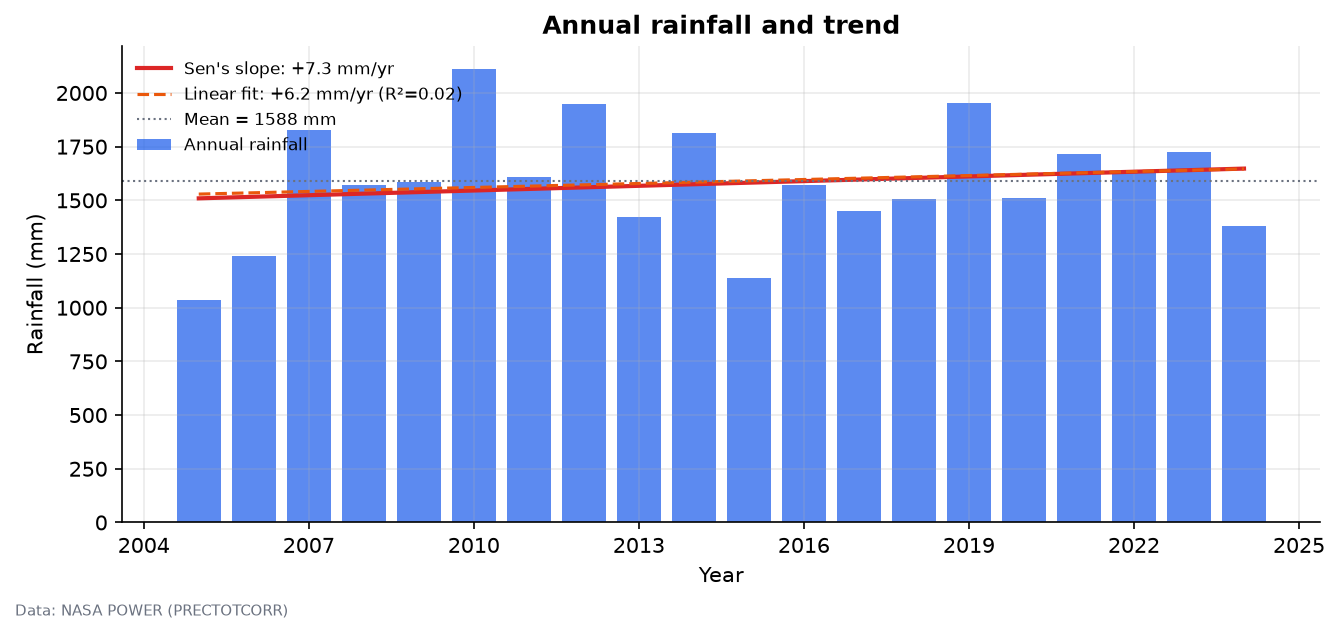 Annual rainfall and trend
Sen's slope: +7.3 mm/yr
Linear fit: +6.2 mm/yr (R²=0.02)
Mean = 1588 mm
Annual rainfall
Rainfall (mm)
2000
1750
1500
1250
1000
750
500
250
0
2004 2007 2010 2013 2016 2019 2022 2025
Year
Data: NASA POWER (PRECTOTCORR)